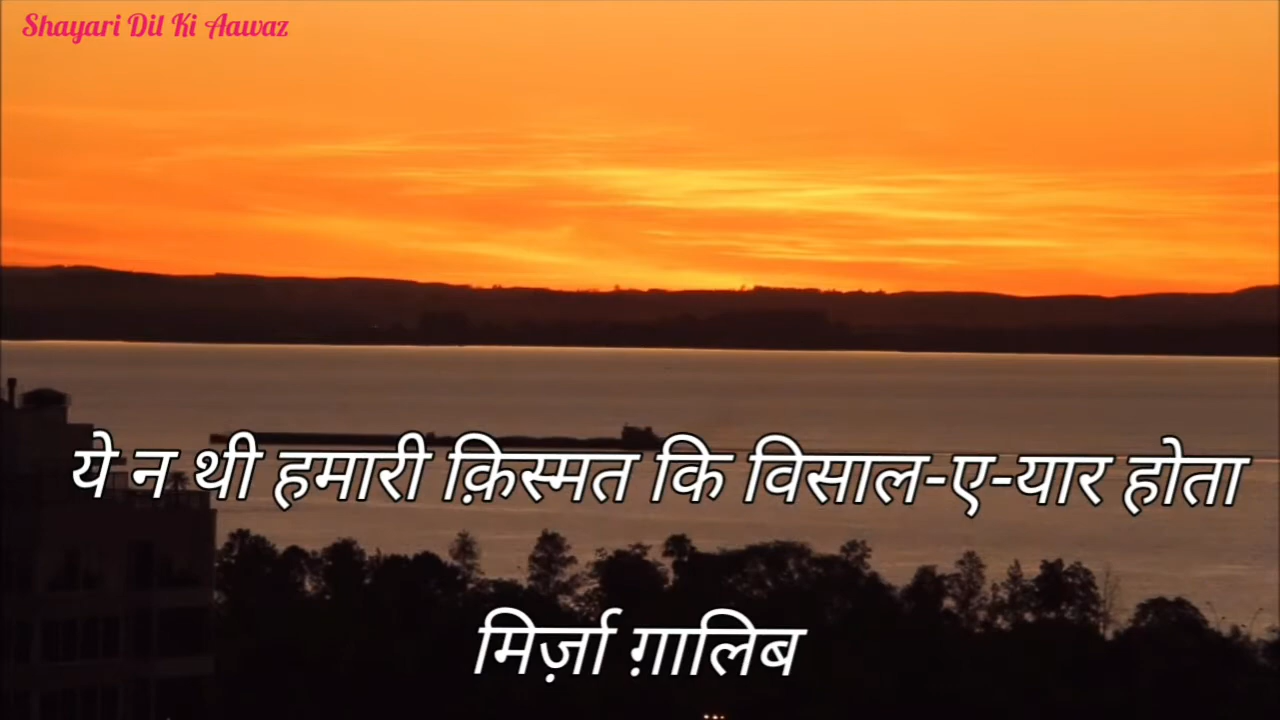 Shayari Dil Ki Aawaz
ये न थी हमारी क़िस्मत कि विसाल-ए-यार होता
मिर्ज़ा ग़ालिब